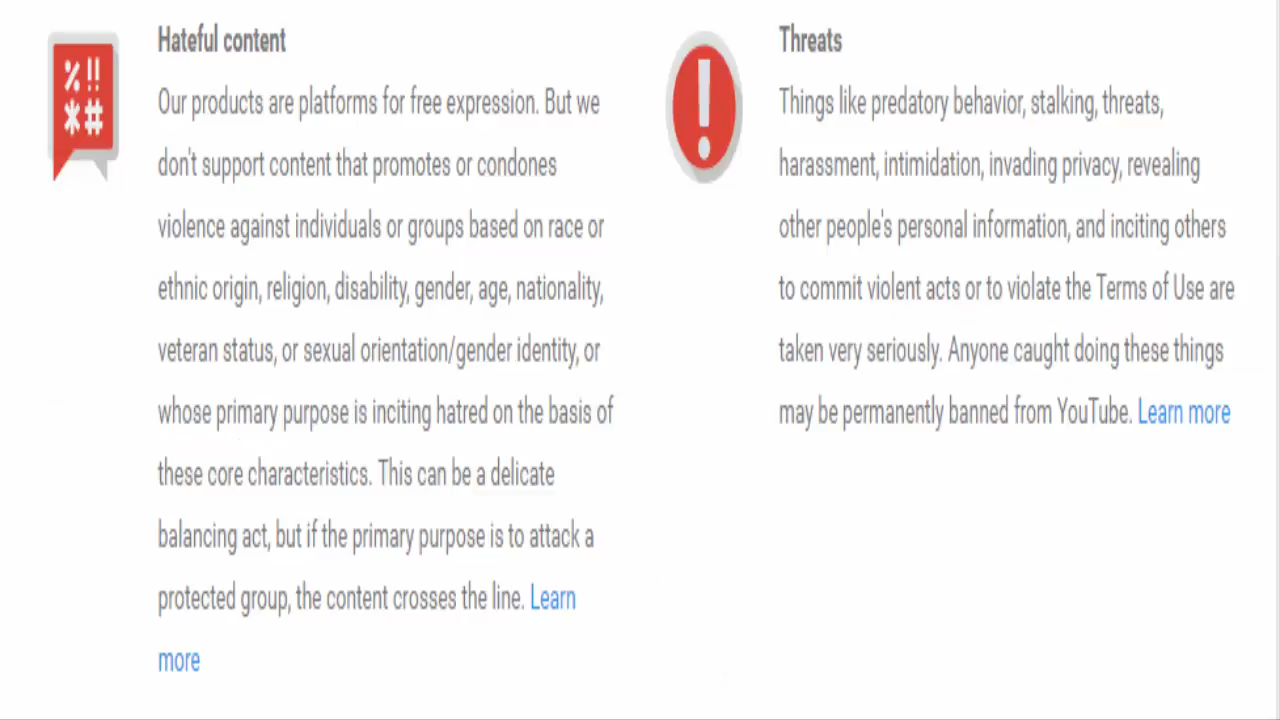 Hateful content
Our products are platforms for free expression. But we
don't support content that promotes or condones
violence against individuals or groups based on race or
ethnic origin, religion, disability, gender, age, nationality,
veteran status, or sexual orientation/gender identity, or
whose primary purpose is inciting hatred on the basis of
these core characteristics. This can be a delicate
balancing act, but if the primary purpose is to attack a
protected group, the content crosses the line. Learn
more
Threats
Things like predatory behavior, stalking, threats,
harassment, intimidation, invading privacy, revealing
other people's personal information, and inciting others
to commit violent acts or to violate the Terms of Use are
taken very seriously. Anyone caught doing these things
may be permanently banned from YouTube. Learn more